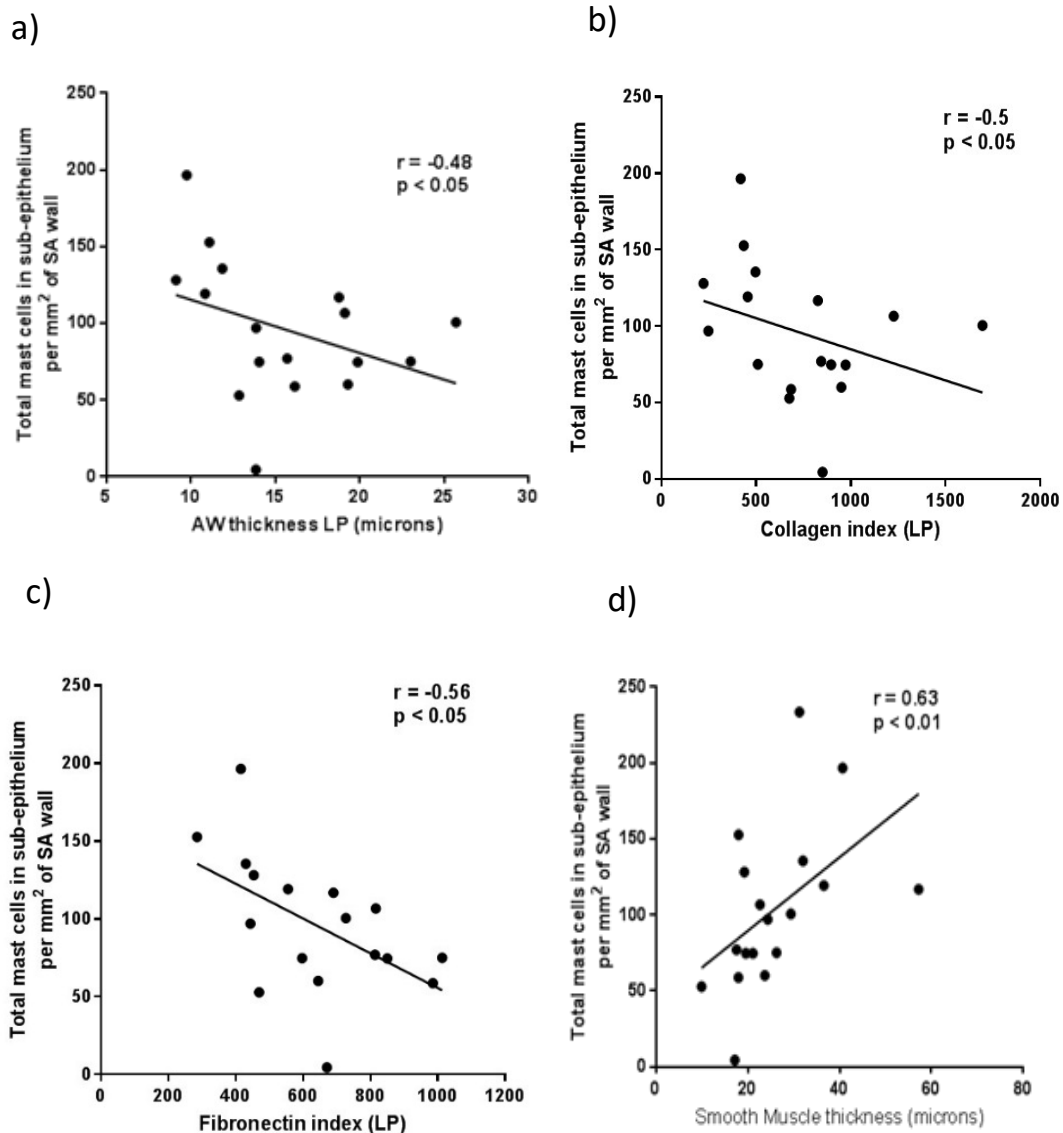 a)
Total mast cells in sub-epithelium
per mm² of SA wall
250
200
150
100
50
0
r = -0.48
p < 0.05
5
10
15
20
25
30
AW thickness LP (microns)
b)
Total mast cells in sub-epithelium
per mm² of SA wall
250
200
150
100
50
0
r = -0.5
p < 0.05
0
500
1000
1500
2000
Collagen index (LP)
c)
Total mast cells in sub-epithelium
per mm² of SA wall
250
200
150
100
50
0
r = -0.56
p < 0.05
0
200
400
600
800
1000
1200
Fibronectin index (LP)
d)
Total mast cells in sub-epithelium
per mm² of SA wall
250
200
150
100
50
0
r = 0.63
p < 0.01
0
20
40
60
80
Smooth Muscle thickness (microns)